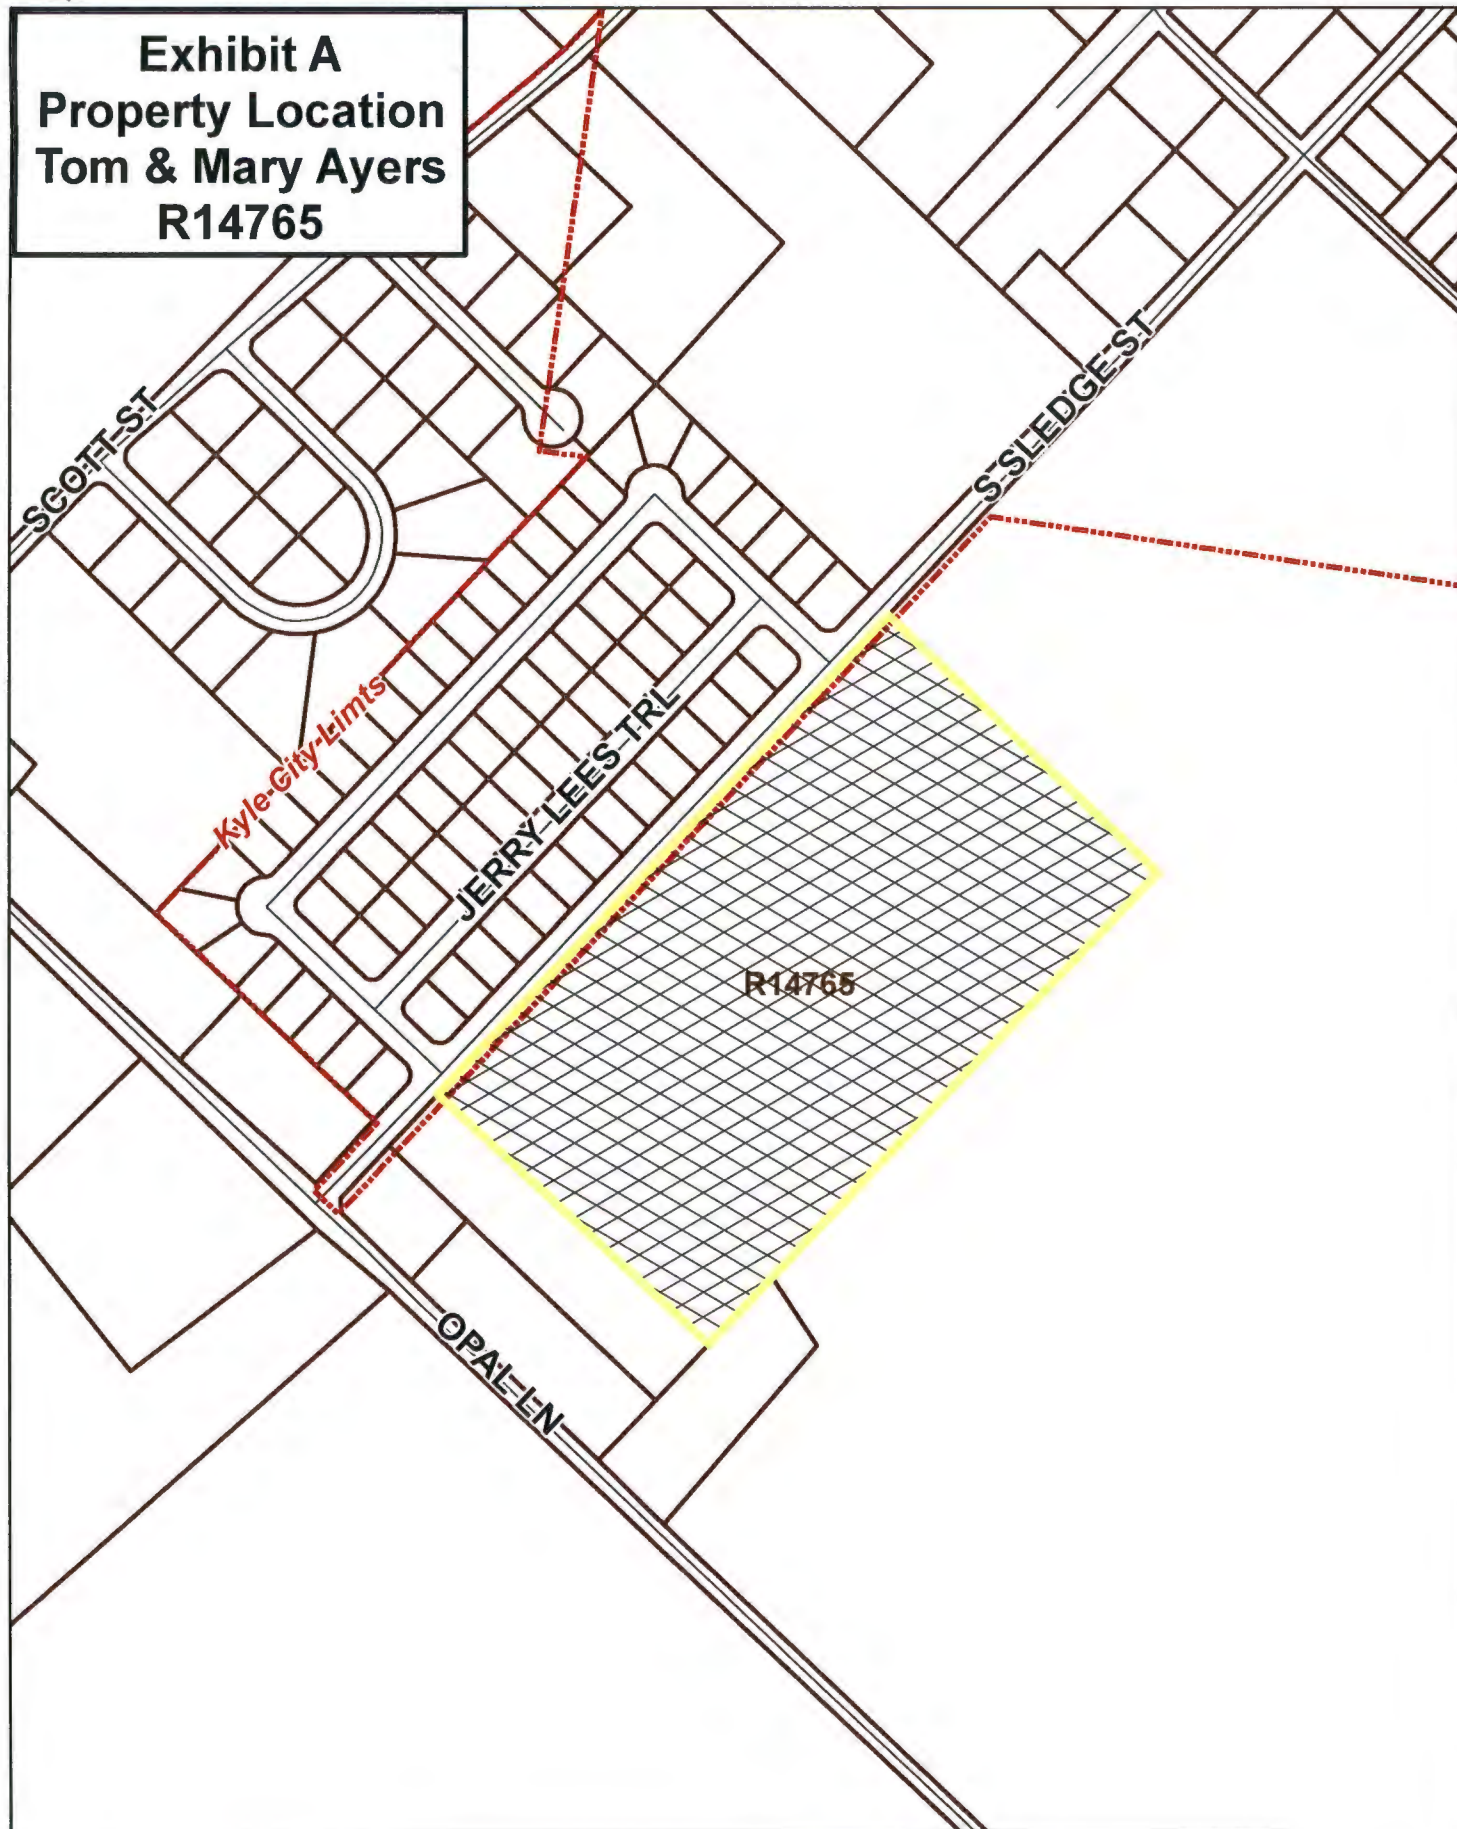 Exhibit A
Property Location
Tom & Mary Ayers
R14765
SCOTT ST
S SLEDGE ST
Kyle City Limts
JERRY LEES TRL
R14765
OPAL LN